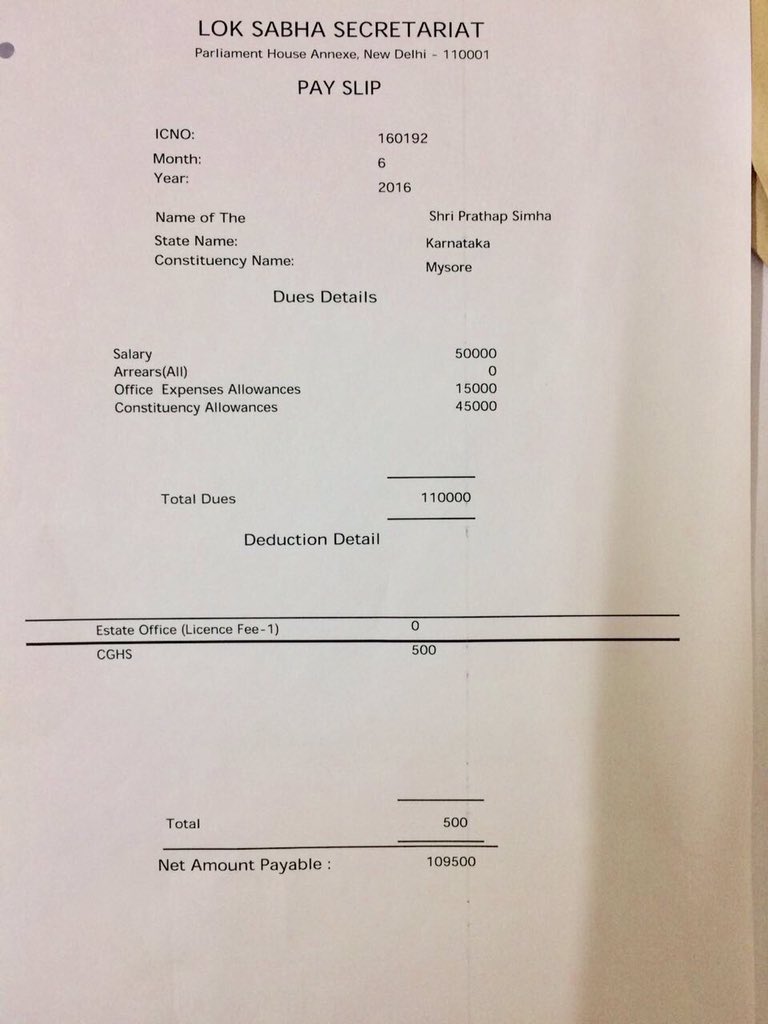 LOK SABHA SECRETARIAT
Parliament House Annexe, New Delhi - 110001
PAY SLIP
ICNO: 160192
Month: 6
Year: 2016
Name of The Shri Prathap Simha
State Name: Karnataka
Constituency Name: Mysore
Dues Details
Salary 50000
Arrears(All) 0
Office Expenses Allowances 15000
Constituency Allowances 45000
Total Dues 110000
Deduction Detail
Estate Office (Licence Fee-1) 0
CGHS 500
Total 500
Net Amount Payable : 109500